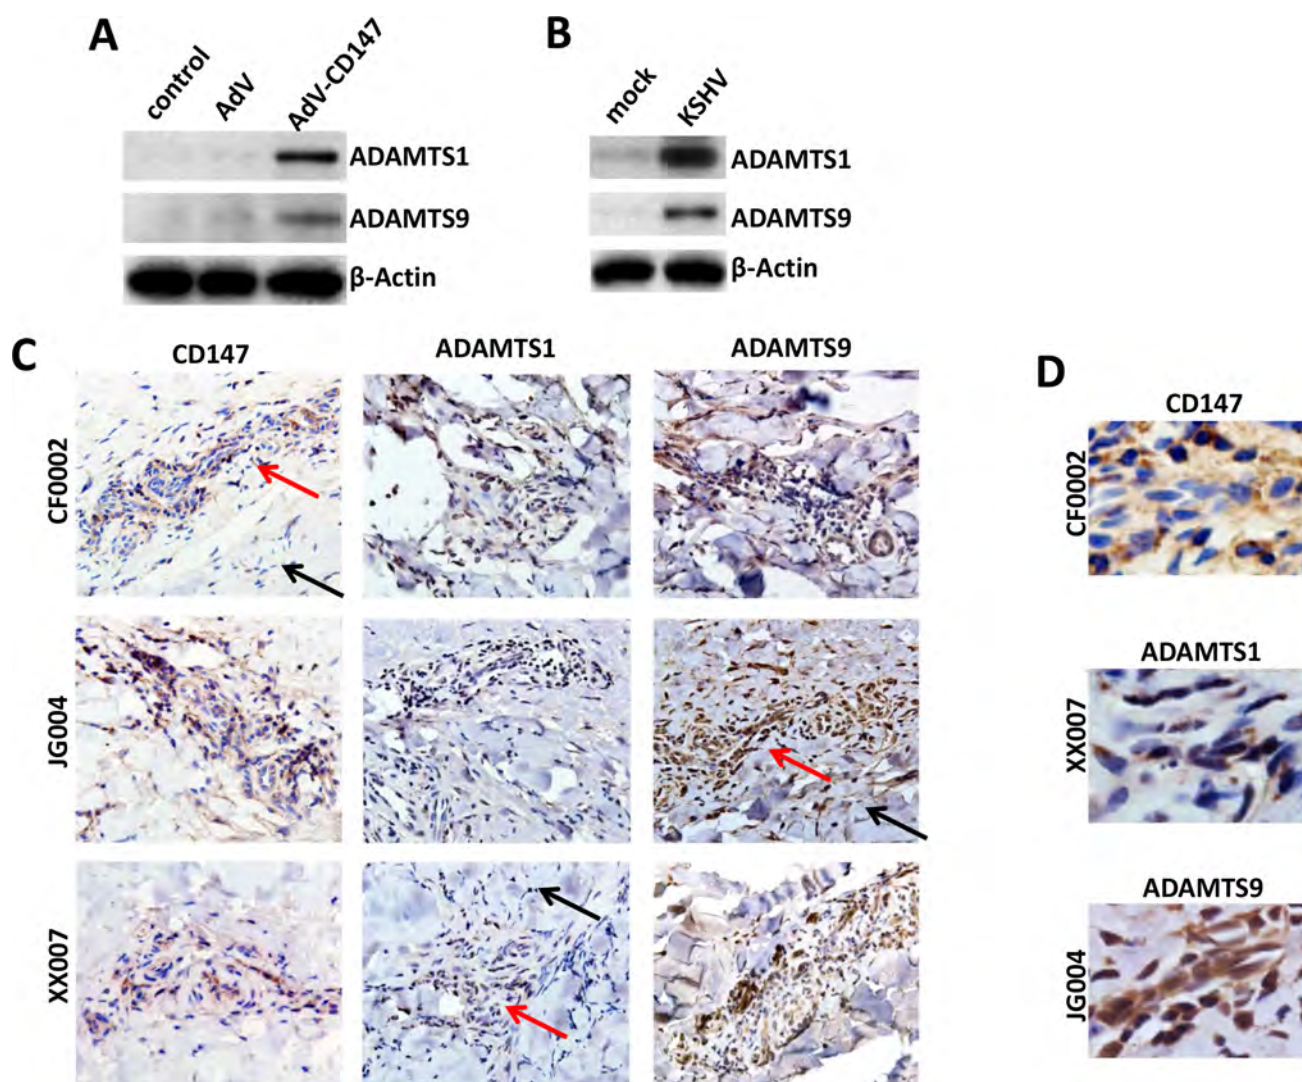 A
control
AdV
AdV-CD147
ADAMTS1
ADAMTS9
β-Actin
B
mock
KSHV
ADAMTS1
ADAMTS9
β-Actin
C
CD147
ADAMTS1
ADAMTS9
CF0002
JG004
XX007
D
CD147
CF0002
ADAMTS1
XX007
ADAMTS9
JG004